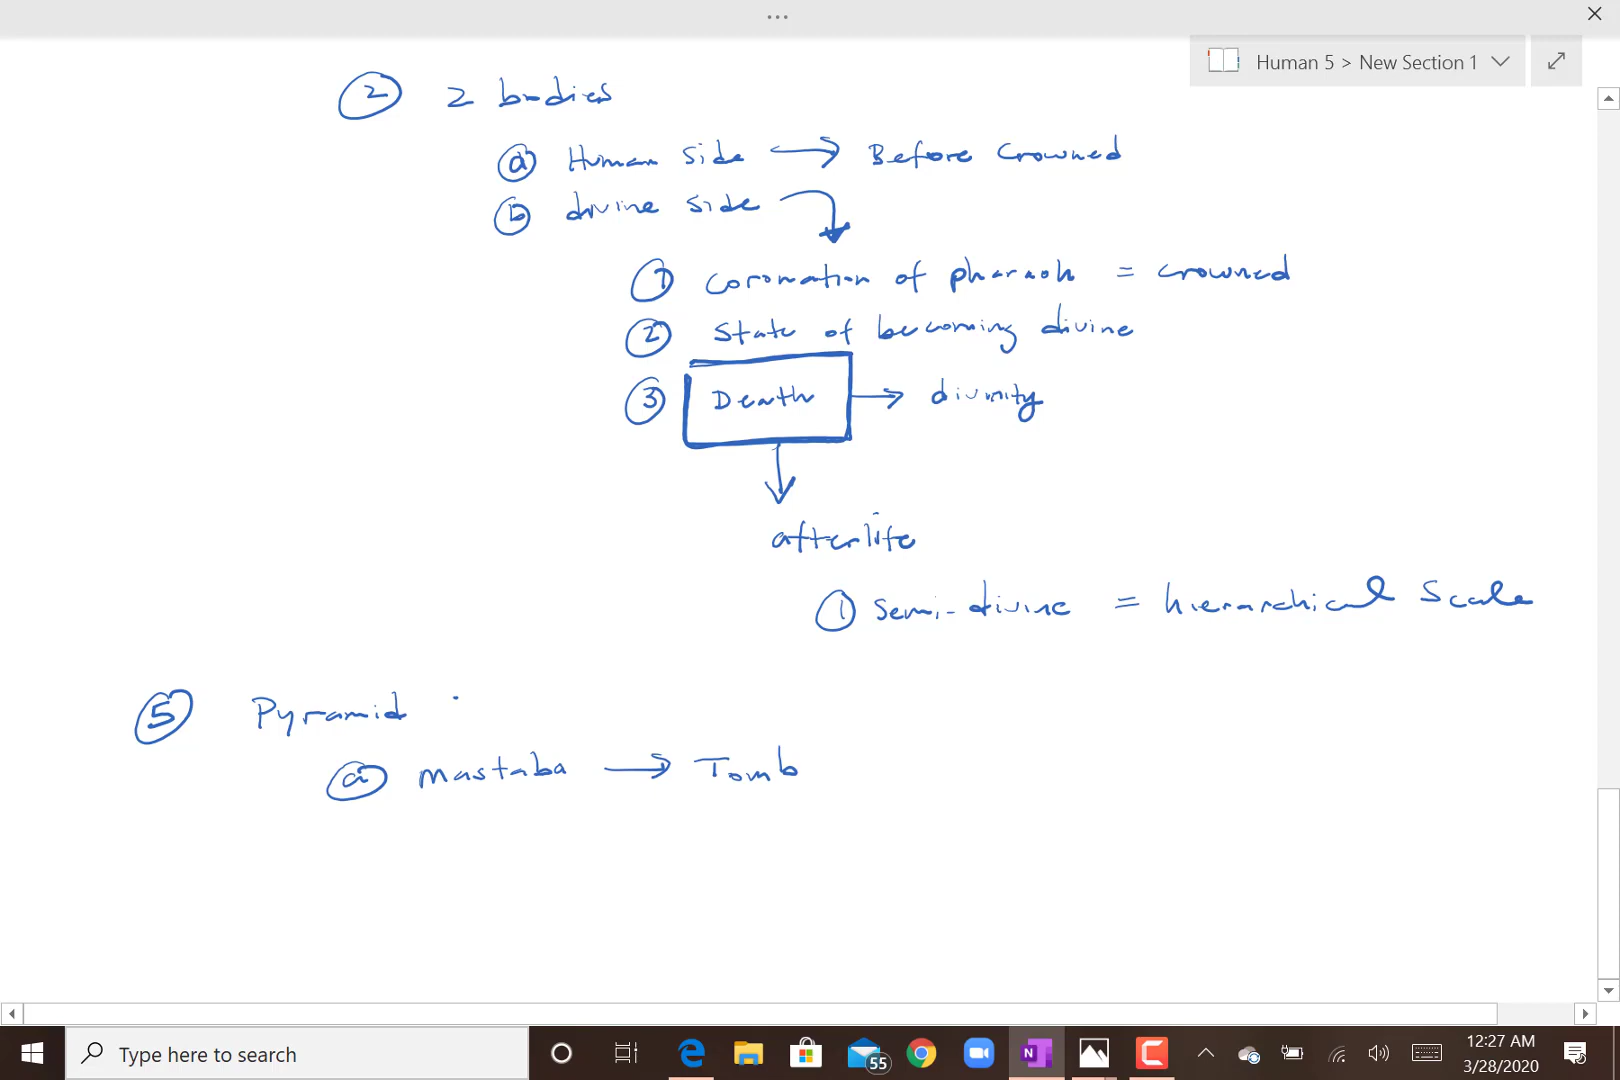 Human 5 > New Section 1
② 2 bodies
ⓐ Human side → Before crowned
ⓑ divine side
① coronation of pharaoh = crowned
② State of becoming divine
③ Death → divinity
afterlife
① Semi-divine = hierarchical Scale
⑤ Pyramid
ⓐ mastaba → Tomb
Type here to search
55
12:27 AM
3/28/2020